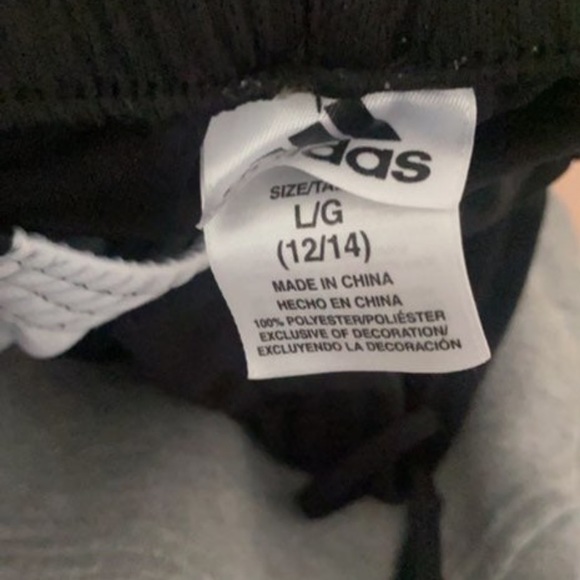 adidas
SIZE/TA
L/G
(12/14)
MADE IN CHINA
HECHO EN CHINA
100% POLYESTER/POLIÉSTER
EXCLUSIVE OF DECORATION/
EXCLUYENDO LA DECORACIÓN